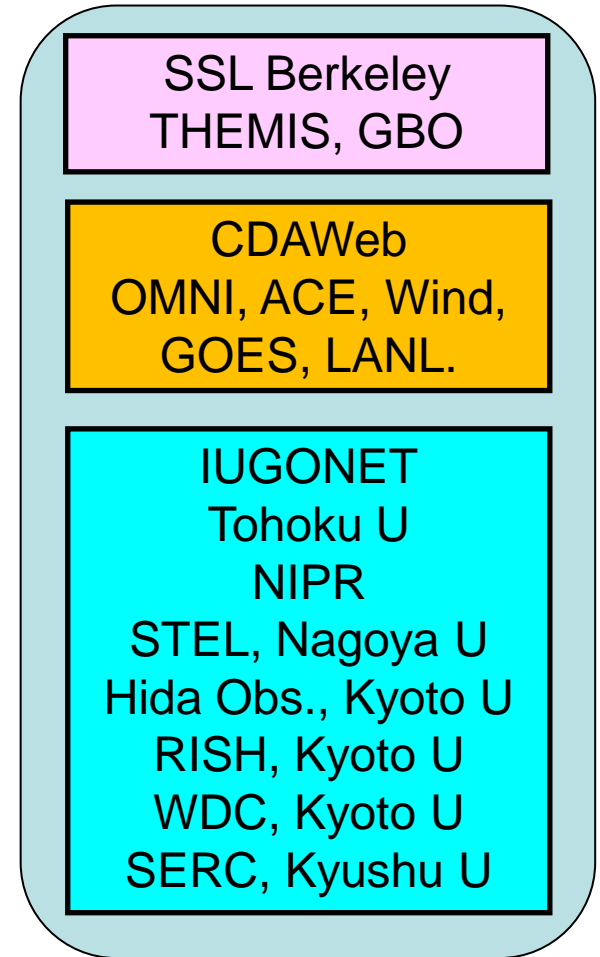 SSL Berkeley
THEMIS, GBO
CDAWeb
OMNI, ACE, Wind,
GOES, LANL.
IUGONET
Tohoku U
NIPR
STEL, Nagoya U
Hida Obs., Kyoto U
RISH, Kyoto U
WDC, Kyoto U
SERC, Kyushu U